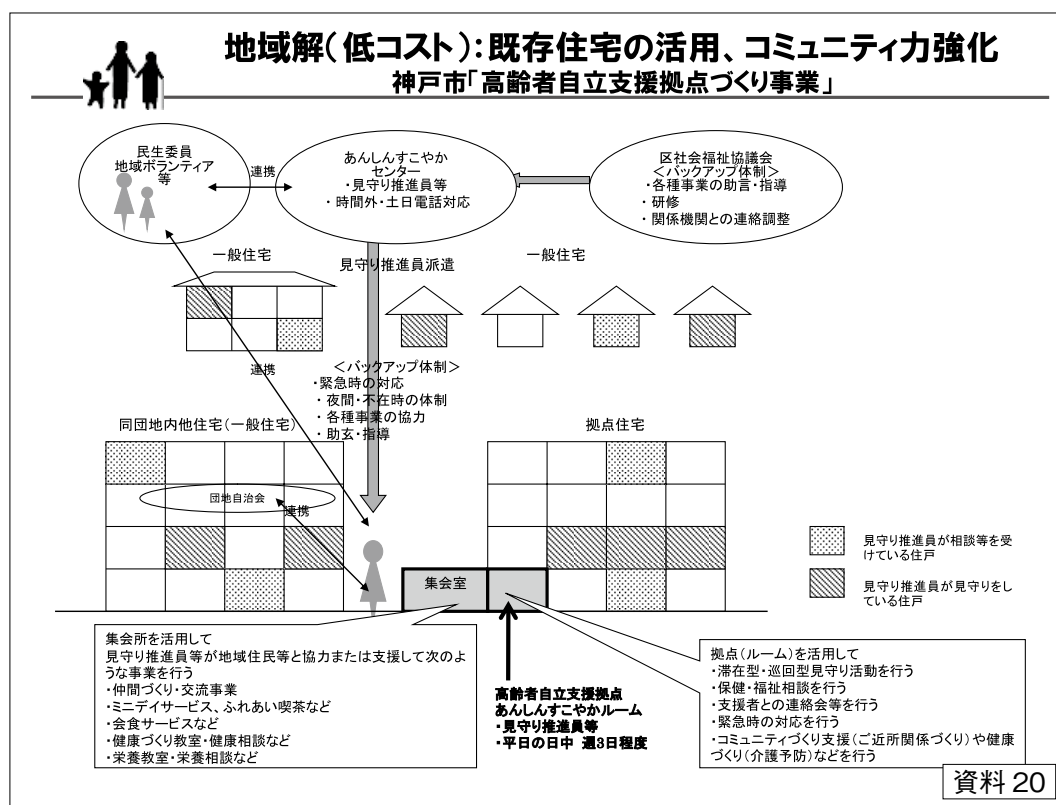 地域解（低コスト）：既存住宅の活用、コミュニティ力強化
神戸市「高齢者自立支援拠点づくり事業」
民生委員
地域ボランティア
等
連携
あんしんすこやか
センター
・見守り推進員等
・時間外・土日電話対応
区社会福祉協議会
＜バックアップ体制＞
・各種事業の助言・指導
・研修
・関係機関との連絡調整
一般住宅
見守り推進員派遣
一般住宅
連携
＜バックアップ体制＞
・緊急時の対応
・夜間・不在時の体制
・各種事業の協力
・助玄・指導
同団地内他住宅（一般住宅）
拠点住宅
団地自治会
連携
集会室
見守り推進員が相談等を受
けている住戸
見守り推進員が見守りをし
ている住戸
集会所を活用して
見守り推進員等が地域住民等と協力または支援して次のよ
うな事業を行う
・仲間づくり・交流事業
・ミニデイサービス、ふれあい喫茶など
・会食サービスなど
・健康づくり教室・健康相談など
・栄養教室・栄養相談など
高齢者自立支援拠点
あんしんすこやかルーム
・見守り推進員等
・平日の日中 週3日程度
拠点（ルーム）を活用して
・滞在型・巡回型見守り活動を行う
・保健・福祉相談を行う
・支援者との連絡会等を行う
・緊急時の対応を行う
・コミュニティづくり支援（ご近所関係づくり）や健康
づくり（介護予防）などを行う
資料 20